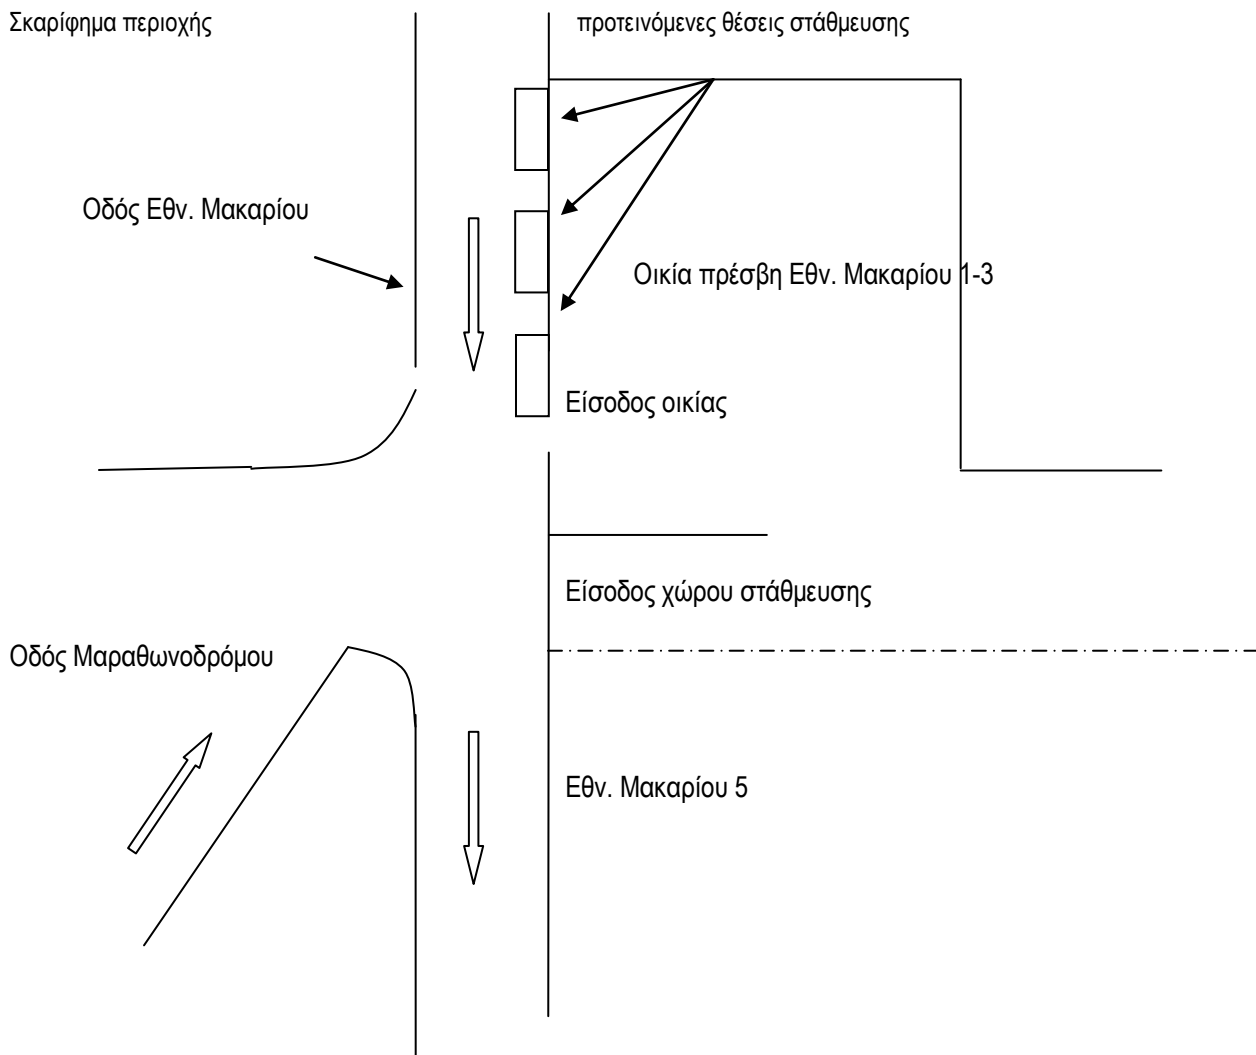 Σκαρίφημα περιοχής
προτεινόμενες θέσεις στάθμευσης
Οδός Εθν. Μακαρίου
Οικία πρέσβη Εθν. Μακαρίου 1-3
Είσοδος οικίας
Είσοδος χώρου στάθμευσης
Οδός Μαραθωνοδρόμου
Εθν. Μακαρίου 5